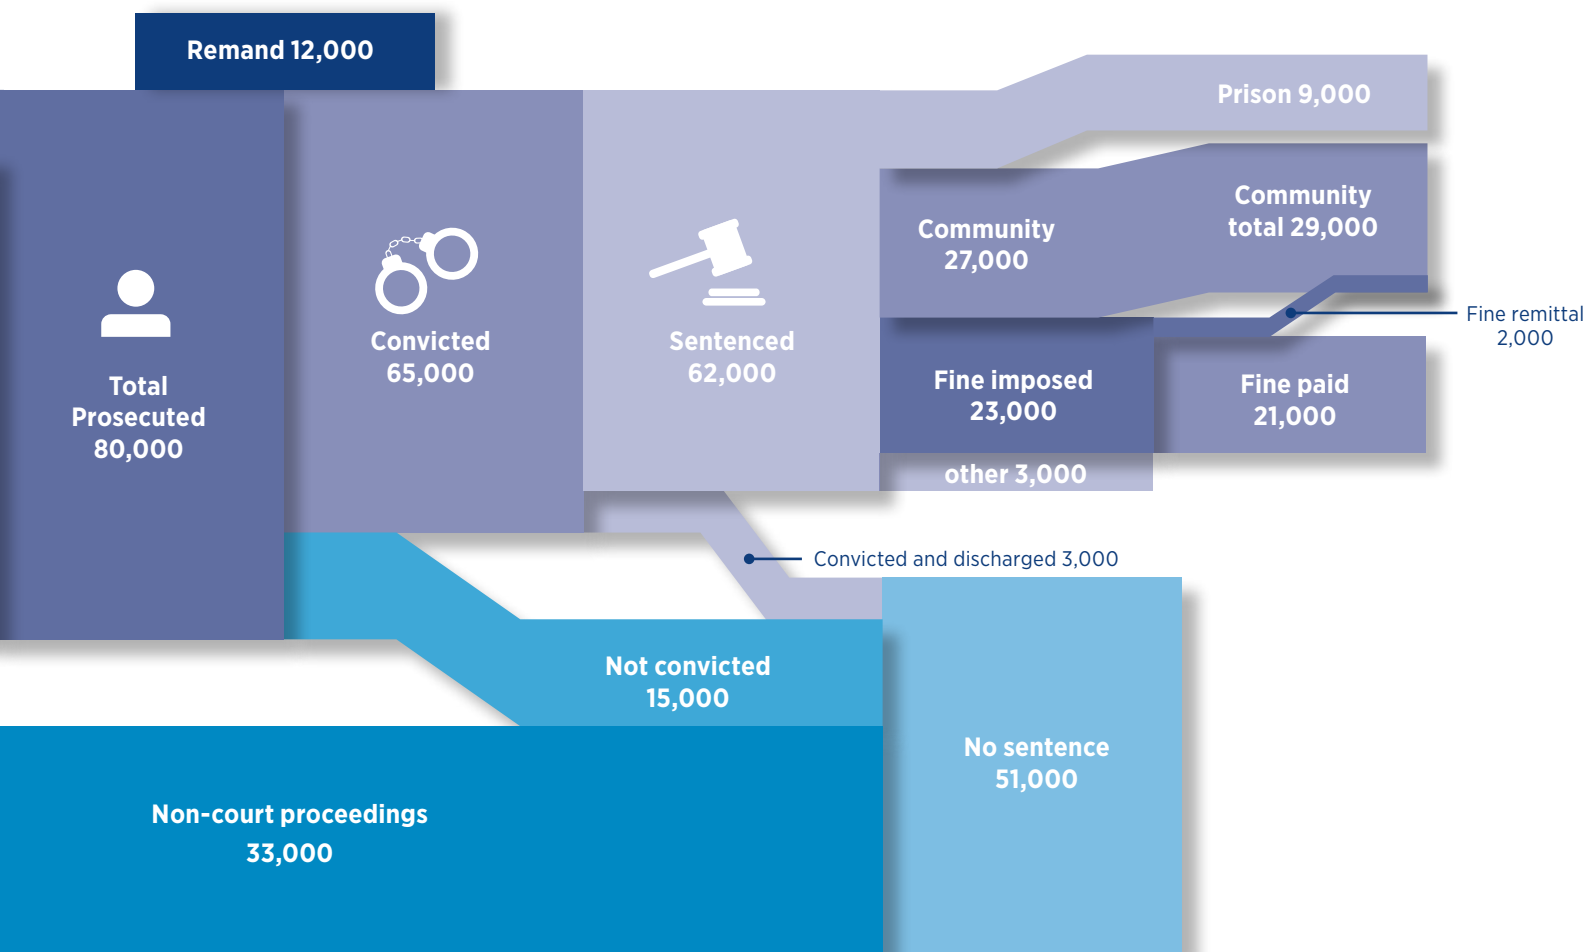 Remand 12,000
Prison 9,000
Community
total 29,000
Community
27,000
Fine remittal
2,000
Convicted
65,000
Sentenced
62,000
Total
Prosecuted
80,000
Fine imposed
23,000
Fine paid
21,000
other 3,000
Convicted and discharged 3,000
Not convicted
15,000
No sentence
51,000
Non-court proceedings
33,000